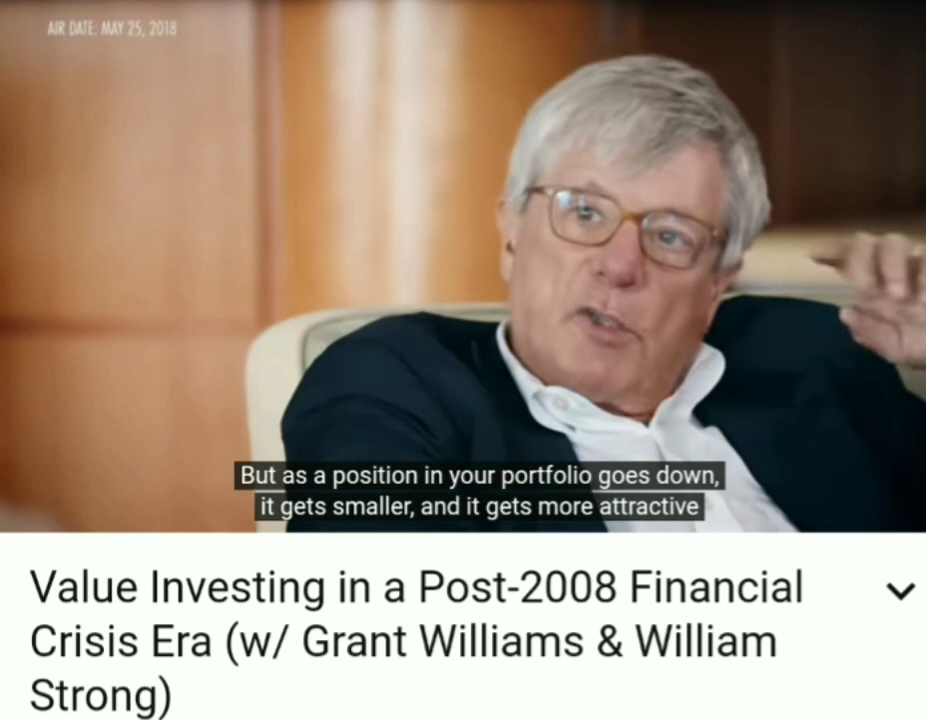 AIR DATE: MAY 25, 2018
But as a position in your portfolio goes down,
it gets smaller, and it gets more attractive
Value Investing in a Post-2008 Financial
Crisis Era (w/ Grant Williams & William
Strong)